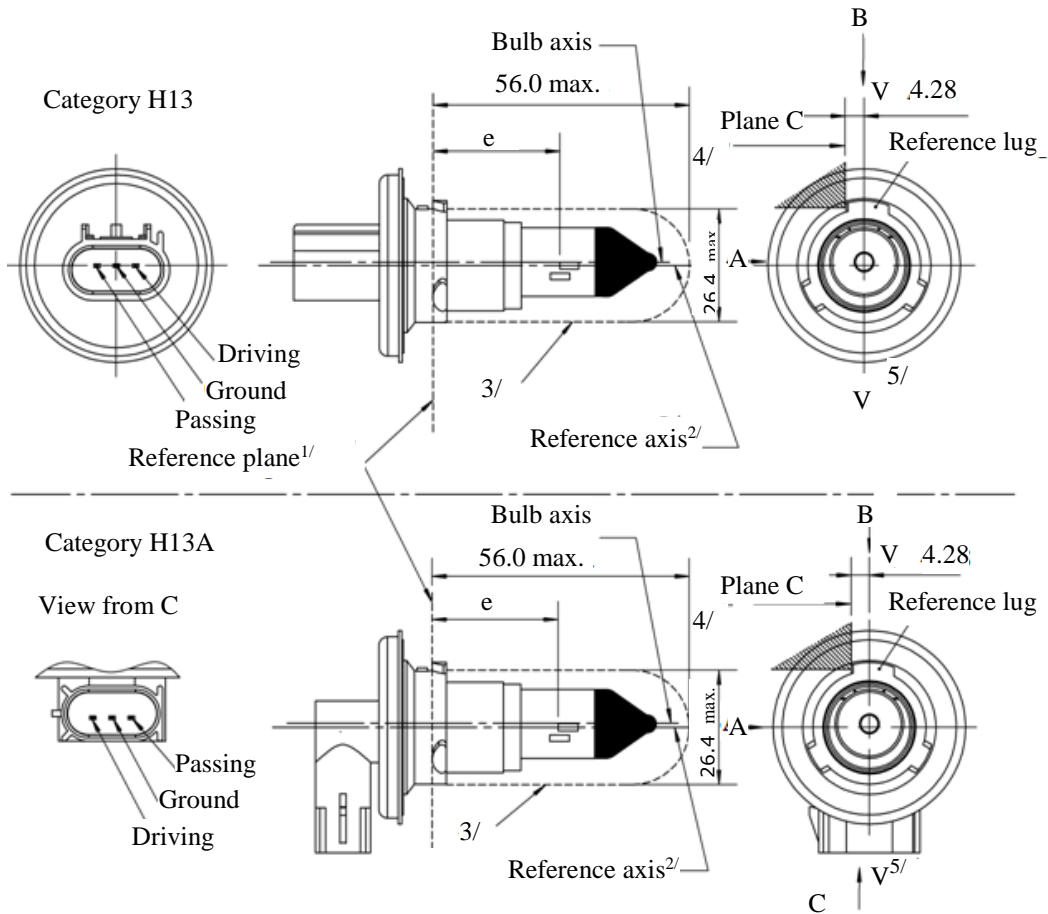 Category H13
Bulb axis
56.0 max.
e
4/
26.4 max
3/
Reference axis2/
Driving
Ground
Passing
Reference plane1/
B
V 4.28
Plane C
Reference lug
A
5/
V
Category H13A
View from C
Passing
Ground
Driving
Bulb axis
56.0 max.
e
4/
26.4 max.
3/
Reference axis2/
B
V 4.28
Plane C
Reference lug
A
V5/
C